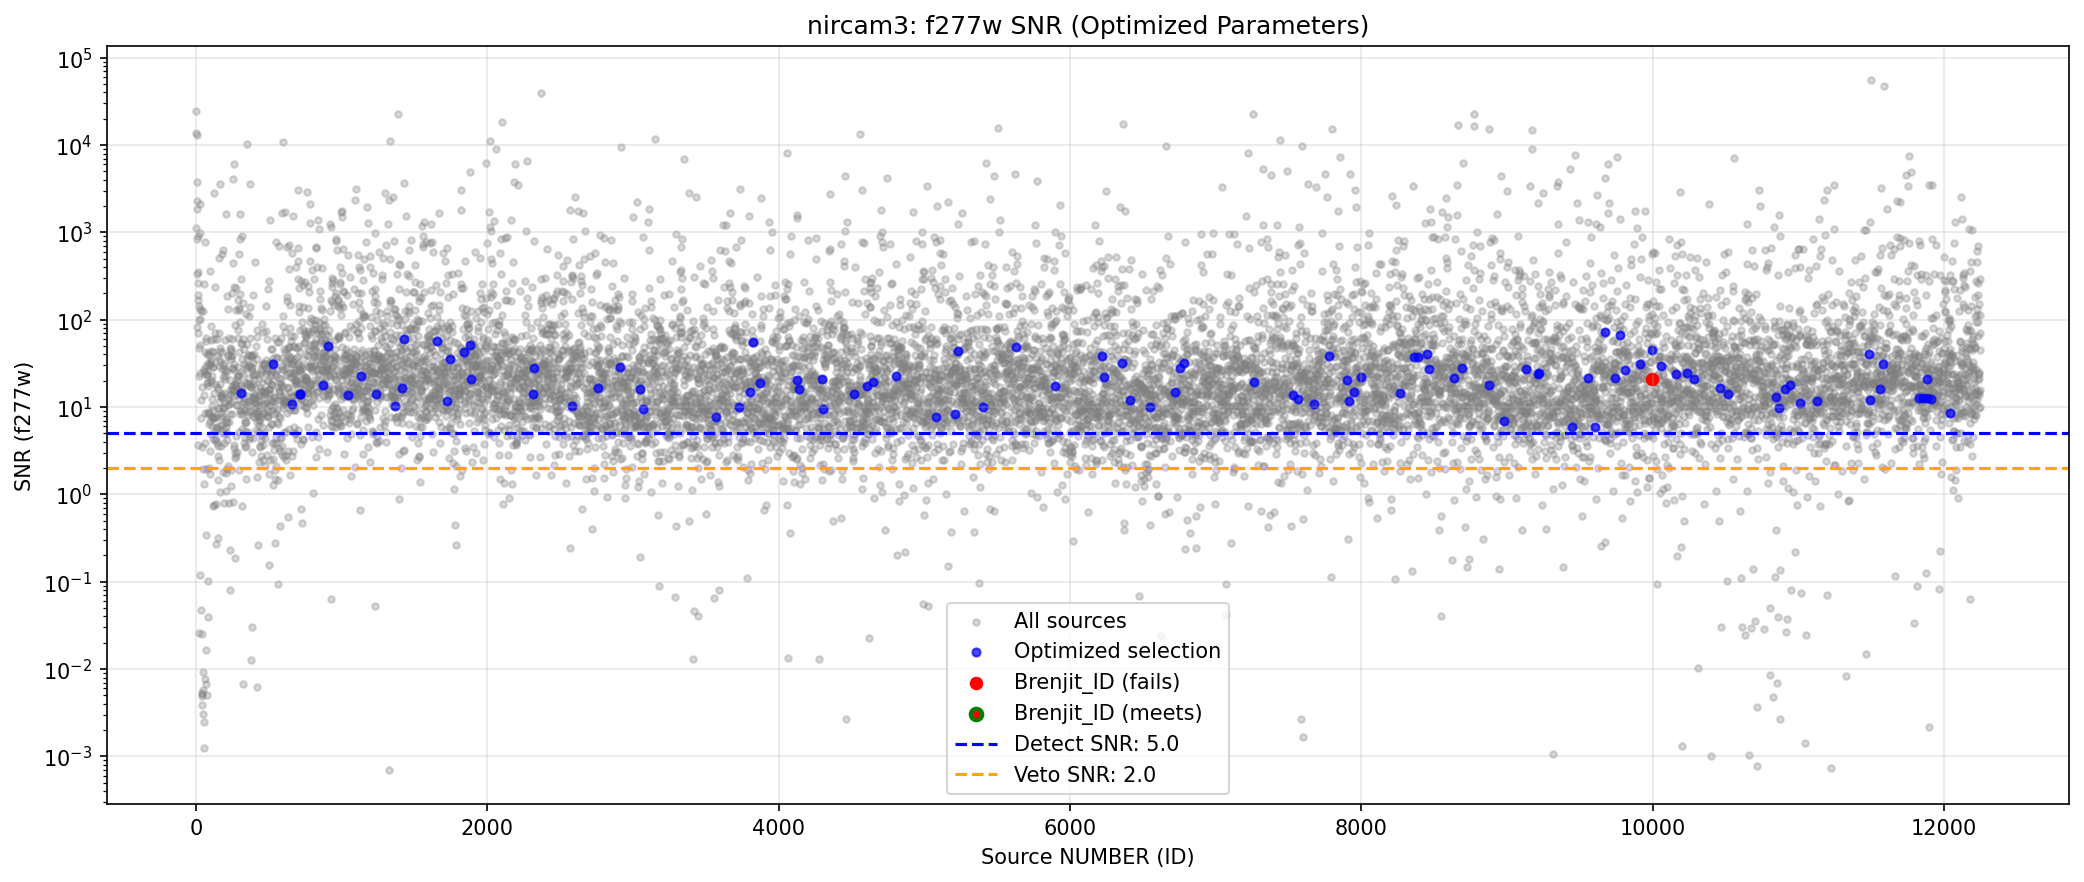 nircam3: f277w SNR (Optimized Parameters)
SNR (f277w)
10^5
10^4
10^3
10^2
10^1
10^0
10^-1
10^-2
10^-3
All sources
Optimized selection
Brenjit_ID (fails)
Brenjit_ID (meets)
Detect SNR: 5.0
Veto SNR: 2.0
0 2000 4000 6000 8000 10000 12000
Source NUMBER (ID)